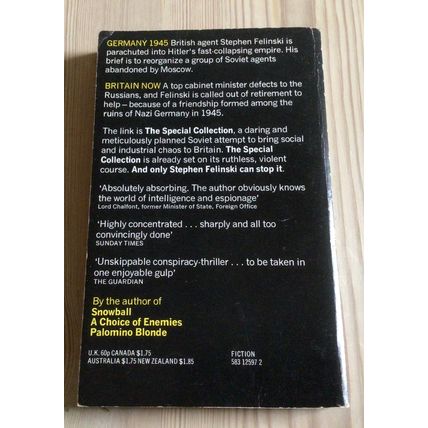 GERMANY 1945 British agent Stephen Felinski is
parachuted into Hitler's fast-collapsing empire. His
brief is to reorganize a group of Soviet agents
abandoned by Moscow.
BRITAIN NOW A top cabinet minister defects to the
Russians, and Felinski is called out of retirement to
help – because of a friendship formed among the
ruins of Nazi Germany in 1945.
The link is The Special Collection, a daring and
meticulously planned Soviet attempt to bring social
and industrial chaos to Britain. The Special
Collection is already set on its ruthless, violent
course. And only Stephen Felinski can stop it.
'Absolutely absorbing. The author obviously knows
the world of intelligence and espionage'
Lord Chalfont, former Minister of State, Foreign Office
'Highly concentrated . . . sharply and all too
convincingly done'
SUNDAY TIMES
'Unskippable conspiracy-thriller . . . to be taken in
one enjoyable gulp'
THE GUARDIAN
By the author of
Snowball
A Choice of Enemies
Palomino Blonde
U.K. 60p CANADA $1.75
AUSTRALIA $1.75 NEW ZEALAND $1.85
FICTION
583 12597 2